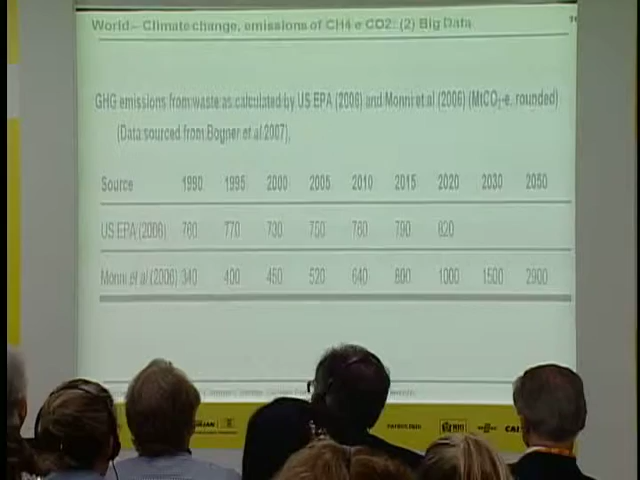 World – Climate change, emissions of CH4 e CO2: (2) Big Data
GHG emissions from waste as calculated by US EPA (2006) and Monni et al (2006) (MtCO2-e, rounded)
(Data sourced from Bogner et al 2007),
Source 1990 1995 2000 2005 2010 2015 2020 2030 2050
US EPA (2006) 760 770 730 750 760 790 820
Monni et al (2006) 340 400 450 520 640 800 1000 1500 2900